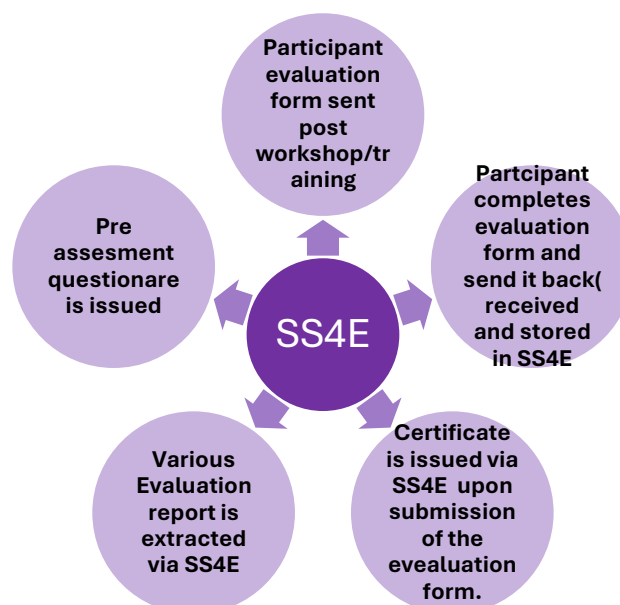 Participant
evaluation
form sent
post
workshop/tr
aining
Partcipant
completes
evaluation
form and
send it back(
received
and stored
in SS4E
Pre
assesment
questionare
is issued
SS4E
Various
Evaluation
report is
extracted
via SS4E
Certificate
is issued via
SS4E upon
submission
of the
evealuation
form.